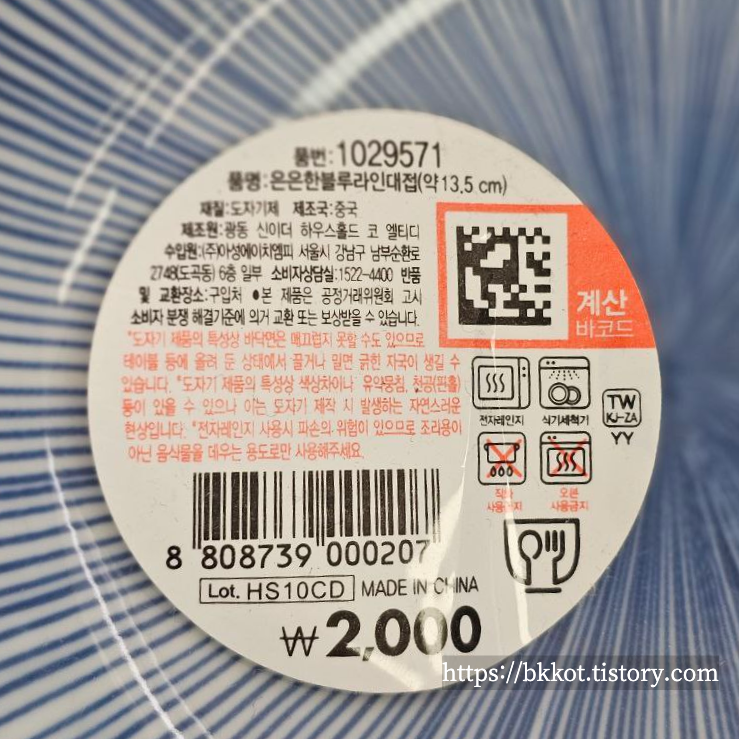 품번:1029571
품명:은은한블루라인대접(약13.5 cm)
재질:도자기제 제조국:중국
제조원:광동 신이더 하우스홀드 코 엘티디
수입원:(주)아성에이치엠피 서울시 강남구 남부순환로
2748(도곡동) 6층 일부 소비자상담실:1522-4400 반품
및 교환장소:구입처 ●본 제품은 공정거래위원회 고시
소비자 분쟁 해결기준에 의거 교환 또는 보상받을 수 있습니다.
*도자기 제품의 특성상 바닥면은 매끄럽지 못할 수도 있으므로
테이블 등에 올려 둔 상태에서 끌거나 밀면 긁힌 자국이 생길 수
있습니다. *도자기 제품의 특성상 색상차이나 유약뭉침, 철광(핀홀)
등이 있을 수 있으나 이는 도자기 제작 시 발생하는 자연스러운
현상입니다. *전자레인지 사용시 파손의 위험이 있으므로 조리용이
아닌 음식물을 데우는 용도로만 사용해주세요.
계산
바코드
전자레인지
식기세척기
TW
KJ-ZA
YY
직화
사용금지
오븐
사용금지
8 808739 000207
Lot. HS10CD MADE IN CHINA
₩2,000
https://bkkot.tistory.com